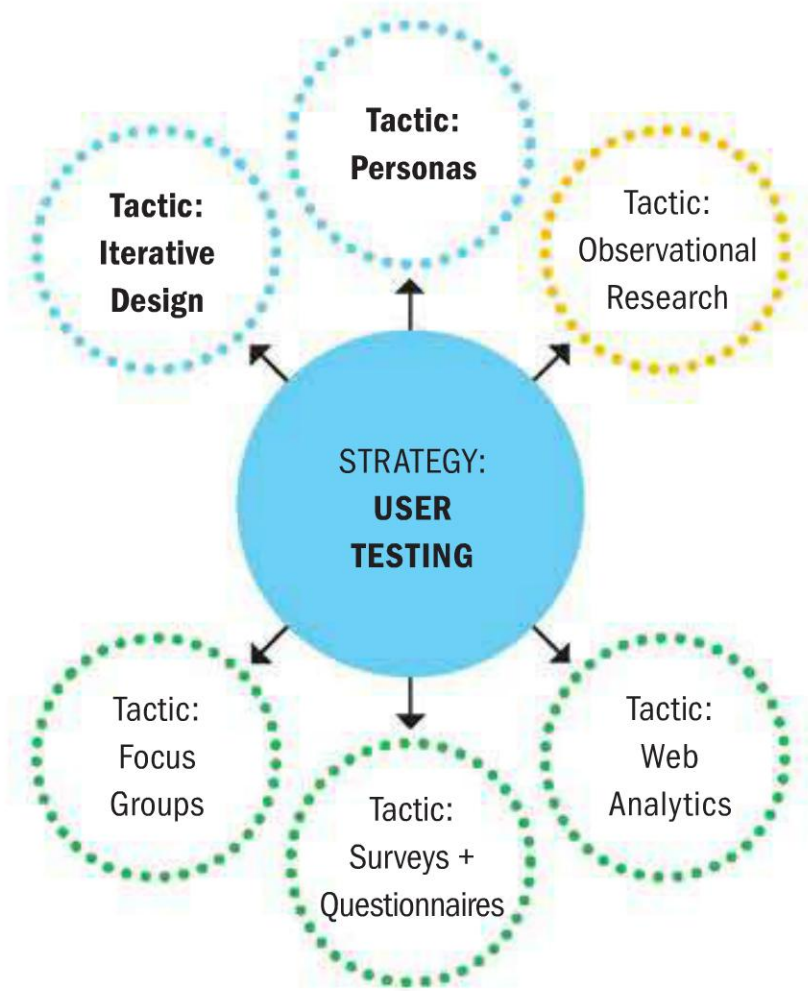 Tactic:
Personas
Tactic:
Iterative
Design
Tactic:
Observational
Research
STRATEGY:
USER
TESTING
Tactic:
Focus
Groups
Tactic:
Surveys +
Questionnaires
Tactic:
Web
Analytics